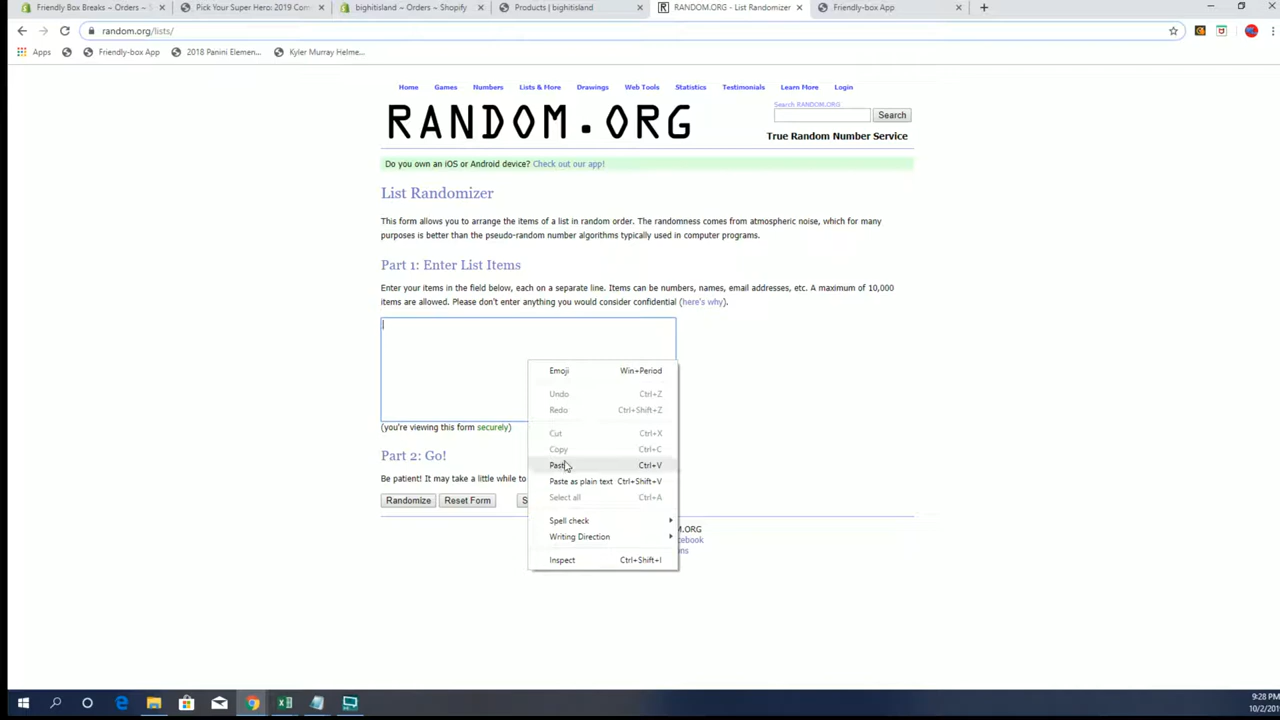 Friendly Box Breaks ~ Orders ~ S
Pick Your Super Hero: 2019 Com
bighitisland ~ Orders ~ Shopify
Products | bighitisland
RANDOM.ORG - List Randomizer
Friendly-box App
random.org/lists/
Apps
Friendly-box App
2018 Panini Elemen...
Kyler Murray Helme...
Home
Games
Numbers
Lists & More
Drawings
Web Tools
Statistics
Testimonials
Learn More
Login
RANDOM.ORG
Search RANDOM.ORG
Search
True Random Number Service
Do you own an iOS or Android device? Check out our app!
List Randomizer
This form allows you to arrange the items of a list in random order. The randomness comes from atmospheric noise, which for many
purposes is better than the pseudo-random number algorithms typically used in computer programs.
Part 1: Enter List Items
Enter your items in the field below, each on a separate line. Items can be numbers, names, email addresses, etc. A maximum of 10,000
items are allowed. Please don't enter anything you would consider confidential (here's why).
Emoji Win+Period
Undo Ctrl+Z
Redo Ctrl+Shift+Z
Cut Ctrl+X
Copy Ctrl+C
Paste Ctrl+V
Paste as plain text Ctrl+Shift+V
Select all Ctrl+A
Spell check
Writing Direction
Inspect Ctrl+Shift+I
(you're viewing this form securely)
Part 2: Go!
Be patient! It may take a little while to
Randomize
Reset Form
S
M.ORG
cebook
ns
9:28 PM
10/2/201